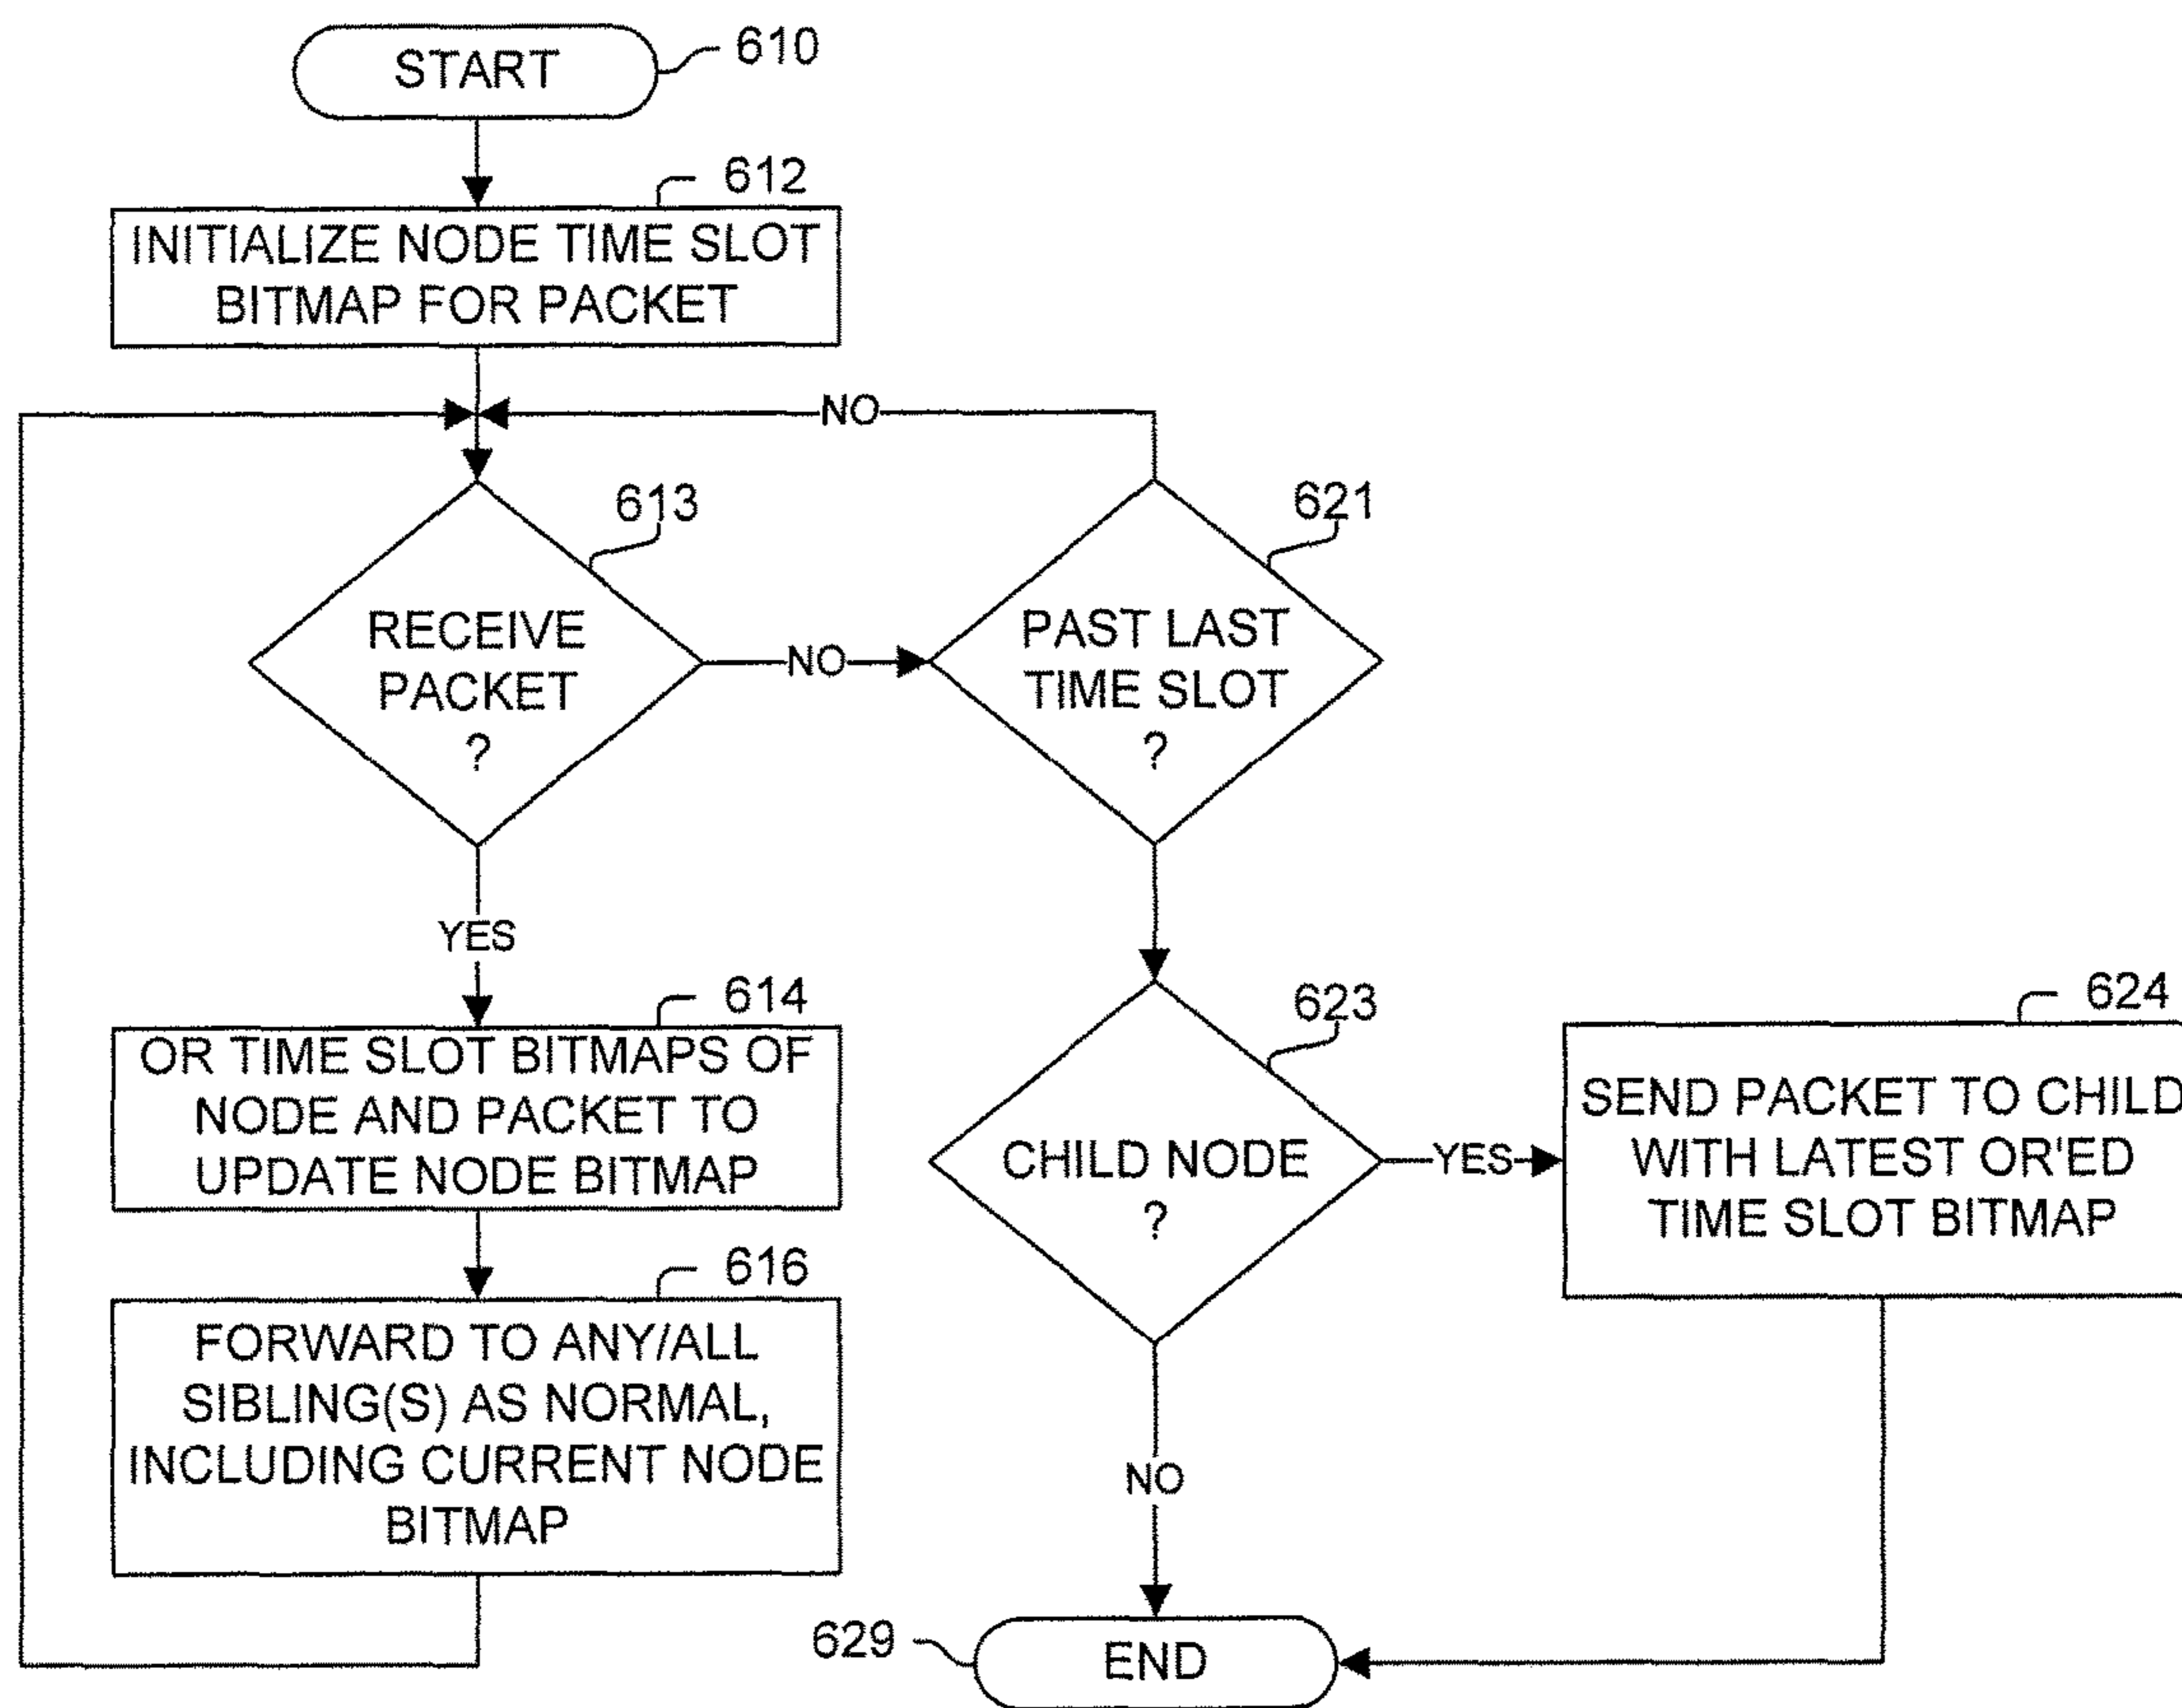 START
610
612
INITIALIZE NODE TIME SLOT
BITMAP FOR PACKET
NO
613
RECEIVE
PACKET
?
NO
621
PAST LAST
TIME SLOT
?
YES
614
OR TIME SLOT BITMAPS OF
NODE AND PACKET TO
UPDATE NODE BITMAP
616
FORWARD TO ANY/ALL
SIBLING(S) AS NORMAL,
INCLUDING CURRENT NODE
BITMAP
623
CHILD NODE
?
YES
624
SEND PACKET TO CHILD
WITH LATEST OR'ED
TIME SLOT BITMAP
NO
629
END